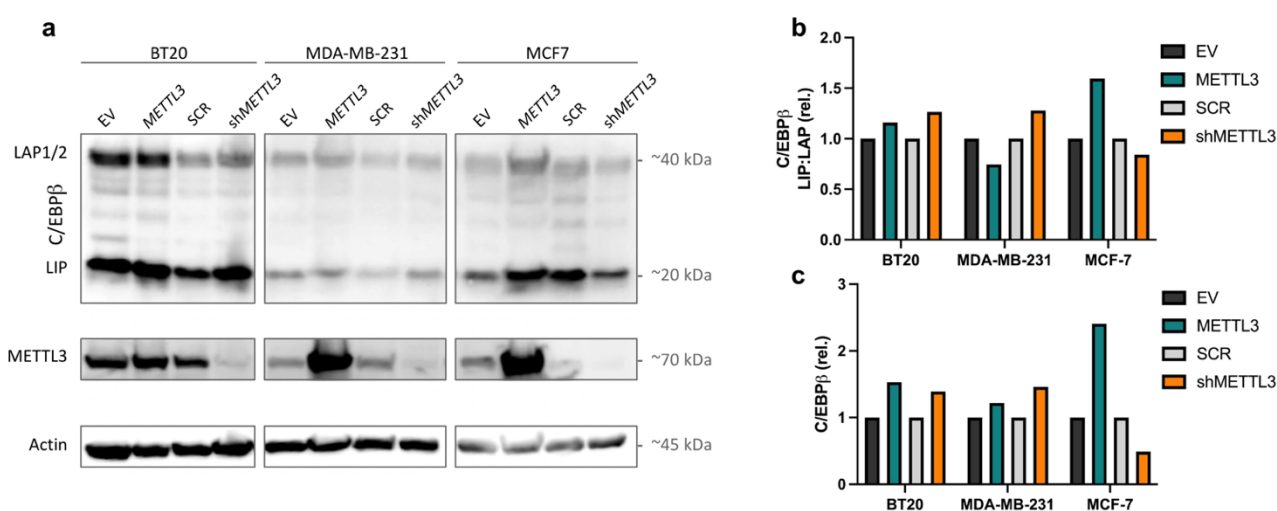 a
BT20 MDA-MB-231 MCF7
EV METTL3 SCR shMETTL3 EV METTL3 SCR shMETTL3 EV METTL3 SCR shMETTL3
LAP1/2 ~40 kDa
C/EBPβ
LIP ~20 kDa
METTL3 ~70 kDa
Actin ~45 kDa
b
C/EBPβ
LIP:LAP (rel.)
2.0
1.5
1.0
0.5
0.0
BT20 MDA-MB-231 MCF-7
EV
METTL3
SCR
shMETTL3
c
C/EBPβ (rel.)
3
2
1
0
BT20 MDA-MB-231 MCF-7
EV
METTL3
SCR
shMETTL3